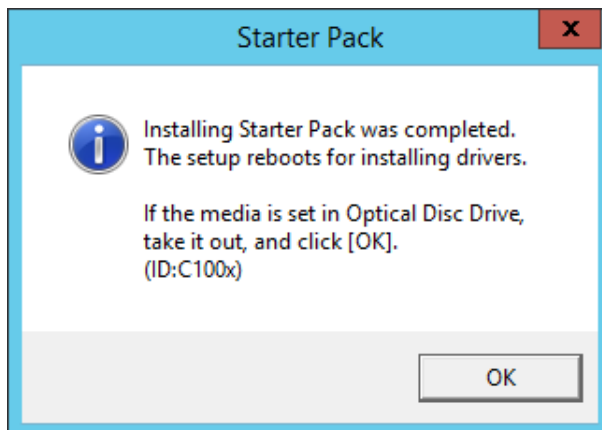 Starter Pack
x
Installing Starter Pack was completed.
The setup reboots for installing drivers.
If the media is set in Optical Disc Drive,
take it out, and click [OK].
(ID:C100x)
OK